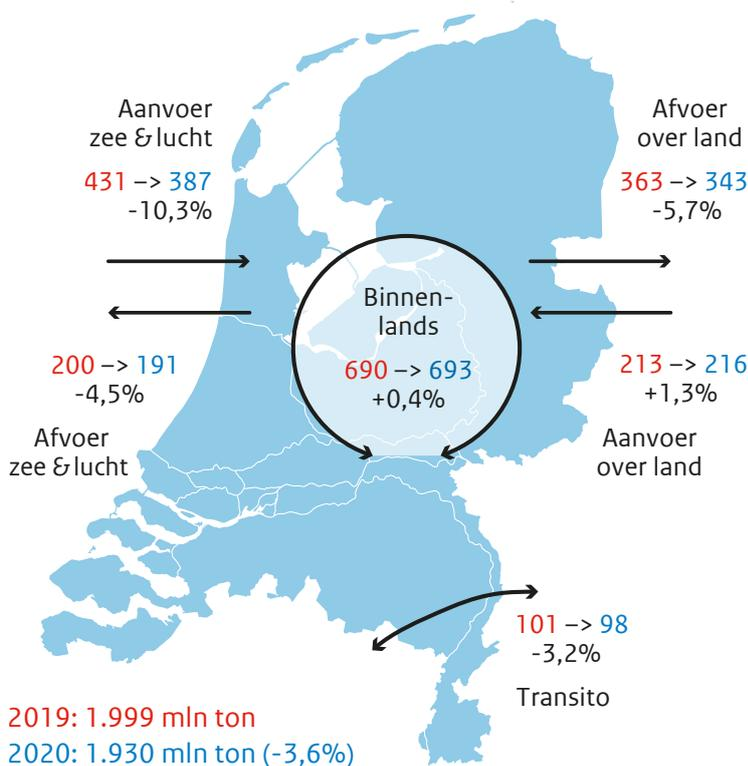 Aanvoer
zee & lucht
431 –> 387
-10,3%
Afvoer
over land
363 –> 343
-5,7%
Binnen-
lands
690 –> 693
+0,4%
200 –> 191
-4,5%
Afvoer
zee & lucht
213 –> 216
+1,3%
Aanvoer
over land
101 –> 98
-3,2%
Transito
2019: 1.999 mln ton
2020: 1.930 mln ton (-3,6%)